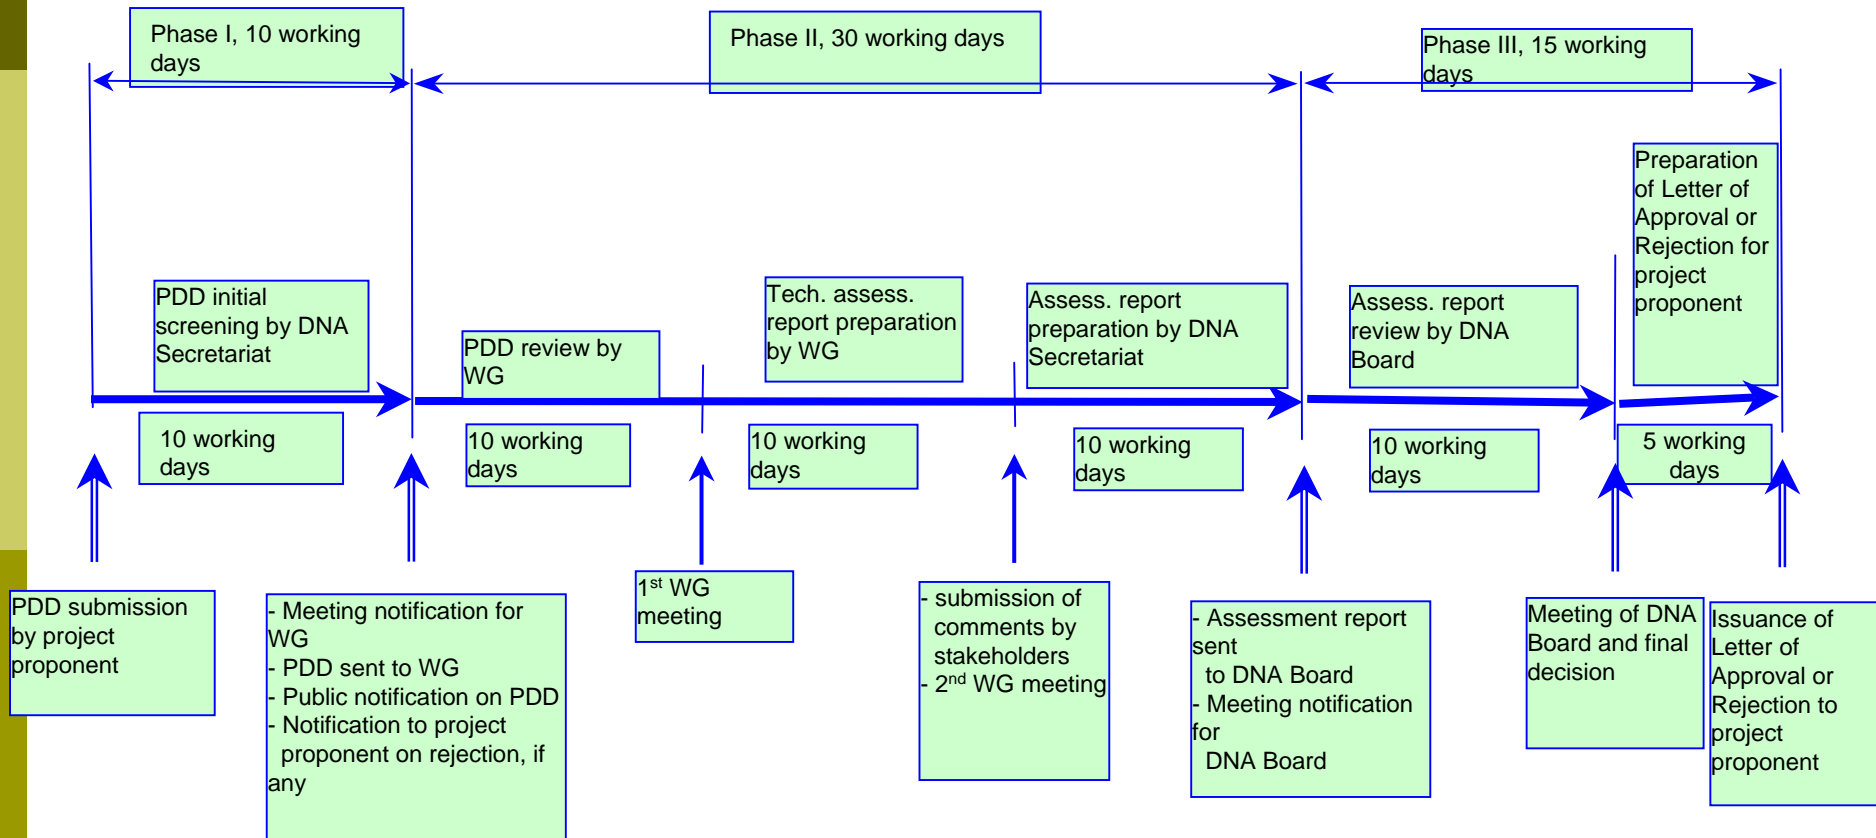 Phase I, 10 working
days
Phase II, 30 working days
Phase III, 15 working
days
Preparation
of Letter of
Approval or
Rejection for
project
proponent
PDD initial
screening by DNA
Secretariat
PDD review by
WG
Tech. assess.
report preparation
by WG
Assess. report
preparation by DNA
Secretariat
Assess. report
review by DNA
Board
10 working
days
10 working
days
10 working
days
10 working
days
10 working
days
5 working
days
PDD submission
by project
proponent
- Meeting notification for
WG
- PDD sent to WG
- Public notification on PDD
- Notification to project
proponent on rejection, if
any
1st WG
meeting
- submission of
comments by
stakeholders
- 2nd WG meeting
- Assessment report
sent
to DNA Board
- Meeting notification
for
DNA Board
Meeting of DNA
Board and final
decision
Issuance of
Letter of
Approval or
Rejection to
project
proponent